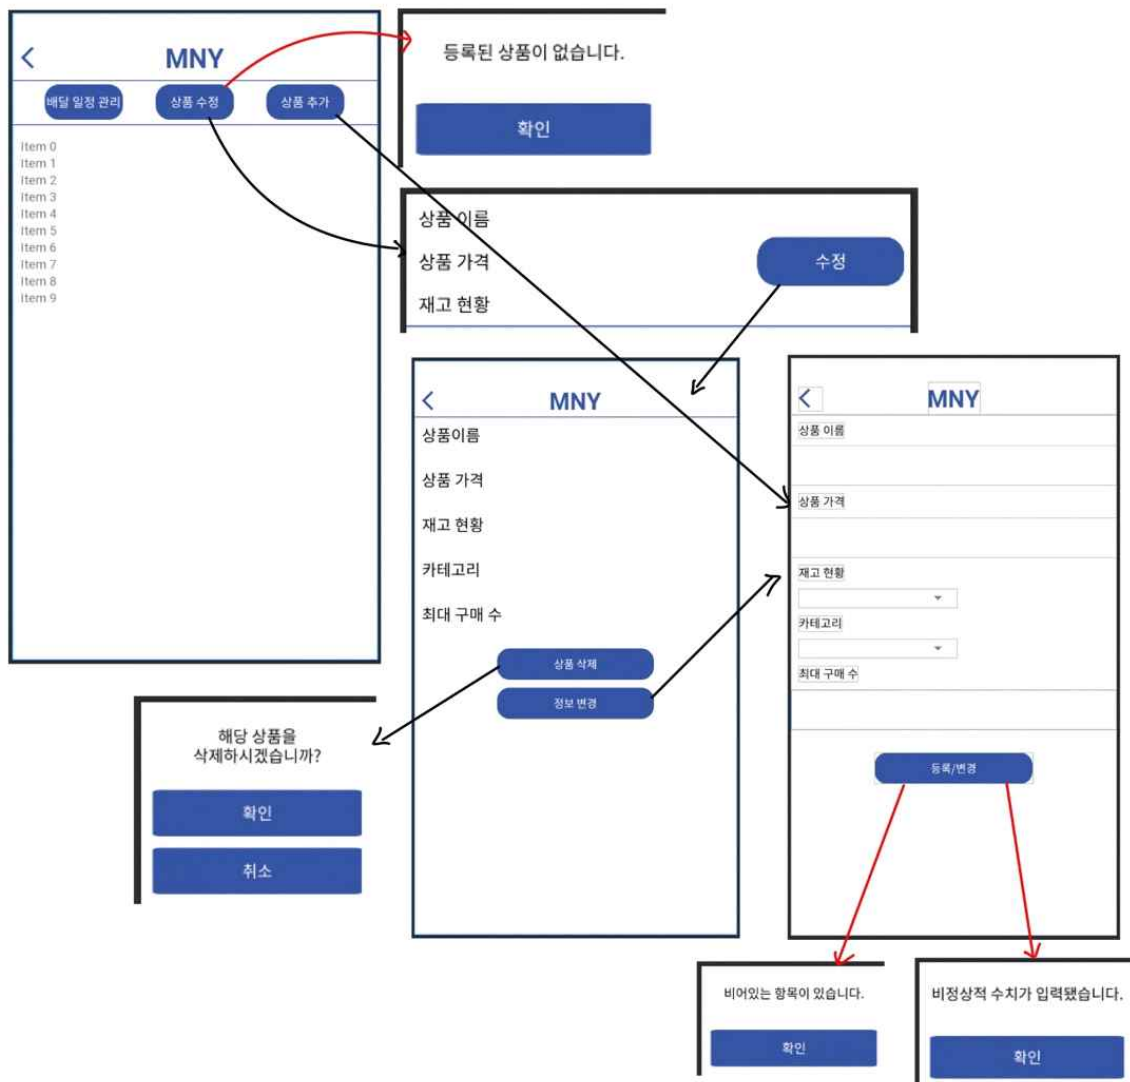 MNY
배달 일정 관리
상품 수정
상품 추가
Item 0
Item 1
Item 2
Item 3
Item 4
Item 5
Item 6
Item 7
Item 8
Item 9
등록된 상품이 없습니다.
확인
상품 이름
상품 가격
재고 현황
수정
MNY
상품이름
상품 가격
재고 현황
카테고리
최대 구매 수
상품 삭제
정보 변경
해당 상품을
삭제하시겠습니까?
확인
취소
MNY
상품 이름
상품 가격
재고 현황
카테고리
최대 구매 수
등록/변경
비어있는 항목이 있습니다.
확인
비정상적 수치가 입력됐습니다.
확인